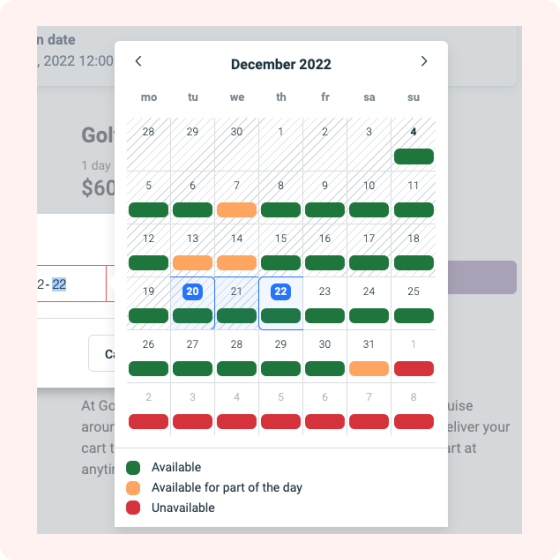 n date
, 2022 12:00
December 2022
mo tu we th fr sa su
28 29 30 1 2 3 4
5 6 7 8 9 10 11
12 13 14 15 16 17 18
19 20 21 22 23 24 25
26 27 28 29 30 31 1
2 3 4 5 6 7 8
Available
Available for part of the day
Unavailable
Gol
1 day
$60
2- 22
Ca
At Go
arour
cart t
anytir
uise
eliver your
art at